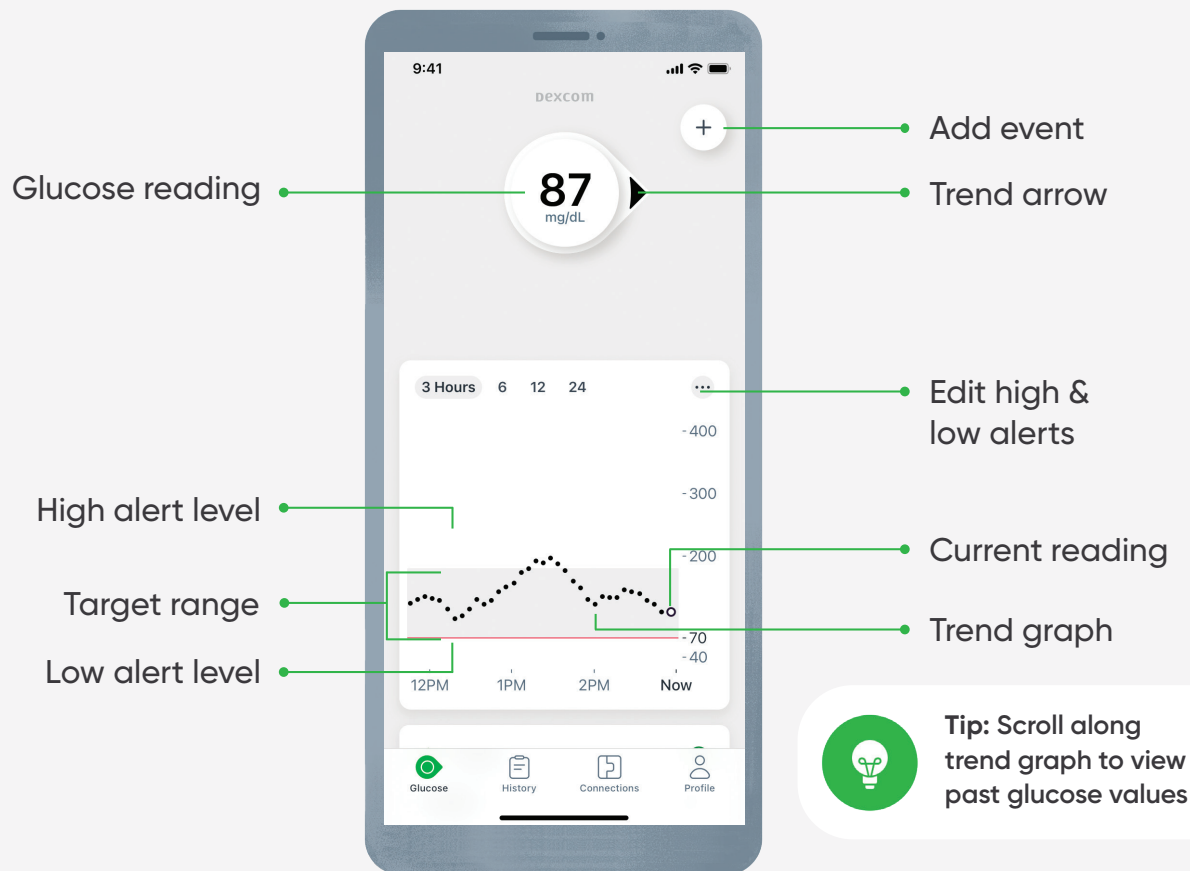 9:41
Dexcom
+
Add event
Glucose reading
87
mg/dL
Trend arrow
3 Hours 6 12 24
...
Edit high &
low alerts
- 400
- 300
High alert level
- 200
Current reading
Target range
Trend graph
- 70
- 40
Low alert level
12PM 1PM 2PM Now
Tip: Scroll along
trend graph to view
past glucose values
Glucose History Connections Profile